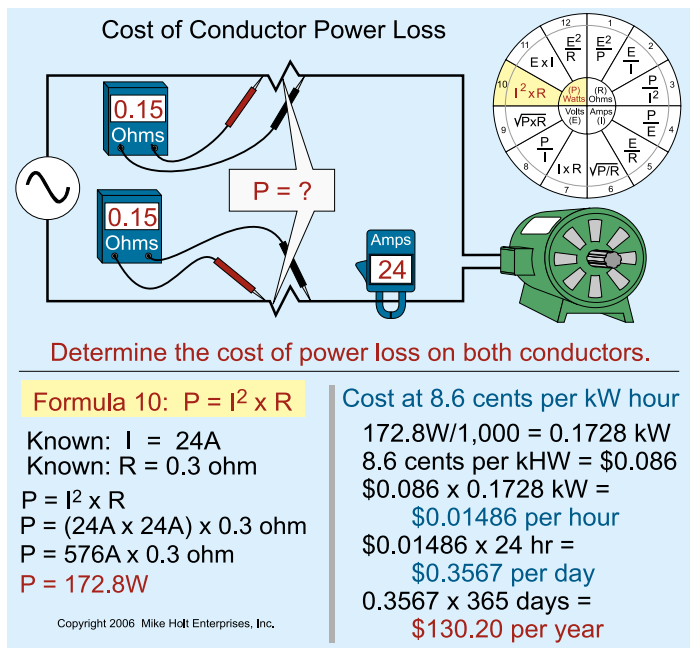 Cost of Conductor Power Loss
0.15
Ohms
0.15
Ohms
P = ?
Amps
24
12
1
2
3
4
5
6
7
8
9
10
11
E²/R
E²/P
E/I
P/I²
P/E
E/R
√P/R
I x R
P/I
√PxR
I² x R
E x I
(P)
Watts
(R)
Ohms
Volts
(E)
Amps
(I)
Determine the cost of power loss on both conductors.
Formula 10: P = I² x R
Known: I = 24A
Known: R = 0.3 ohm
P = I² x R
P = (24A x 24A) x 0.3 ohm
P = 576A x 0.3 ohm
P = 172.8W
Copyright 2006 Mike Holt Enterprises, Inc.
Cost at 8.6 cents per kW hour
172.8W/1,000 = 0.1728 kW
8.6 cents per kHW = $0.086
$0.086 x 0.1728 kW =
$0.01486 per hour
$0.01486 x 24 hr =
$0.3567 per day
0.3567 x 365 days =
$130.20 per year